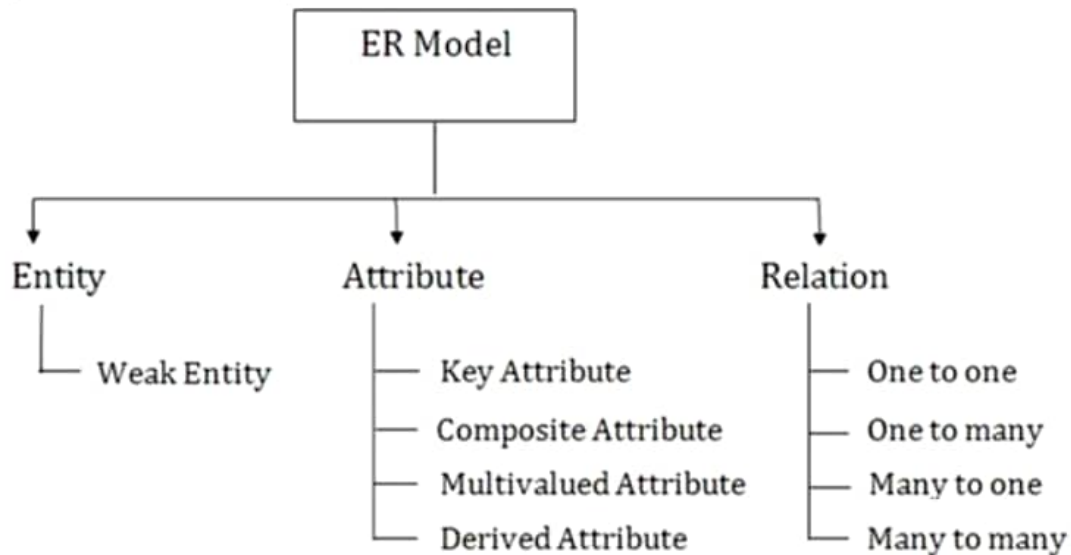 ER Model
Entity
Attribute
Relation
Weak Entity
Key Attribute
One to one
Composite Attribute
One to many
Multivalued Attribute
Many to one
Derived Attribute
Many to many